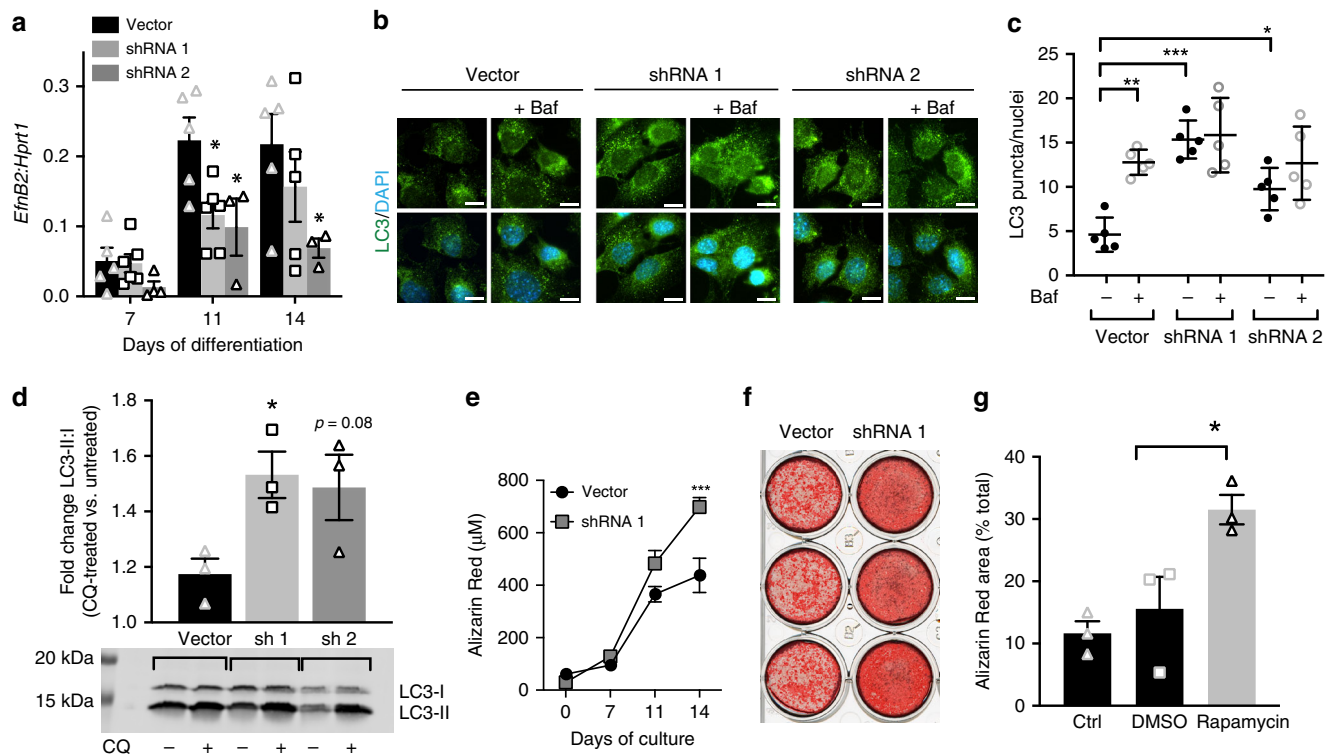 a
Vector
shRNA 1
shRNA 2
EfnB2:Hprt1
0.3
0.2
0.1
0.0
*
*
*
7 11 14
Days of differentiation
b
Vector shRNA 1 shRNA 2
+ Baf + Baf + Baf
LC3/DAPI
c
LC3 puncta/nuclei
25
20
15
10
5
0
*
***
**
Baf – + – + – +
Vector shRNA 1 shRNA 2
d
Fold change LC3-II:I
(CQ-treated vs. untreated)
1.8
1.6
1.4
1.2
1.0
*
p = 0.08
Vector sh 1 sh 2
20 kDa
15 kDa
LC3-I
LC3-II
CQ – + – + – +
e
Alizarin Red (µM)
800
600
400
200
0
Vector
shRNA 1
***
0 7 11 14
Days of culture
f
Vector shRNA 1
B3
B2
g
Alizarin Red area (% total)
40
30
20
10
0
*
Ctrl DMSO Rapamycin